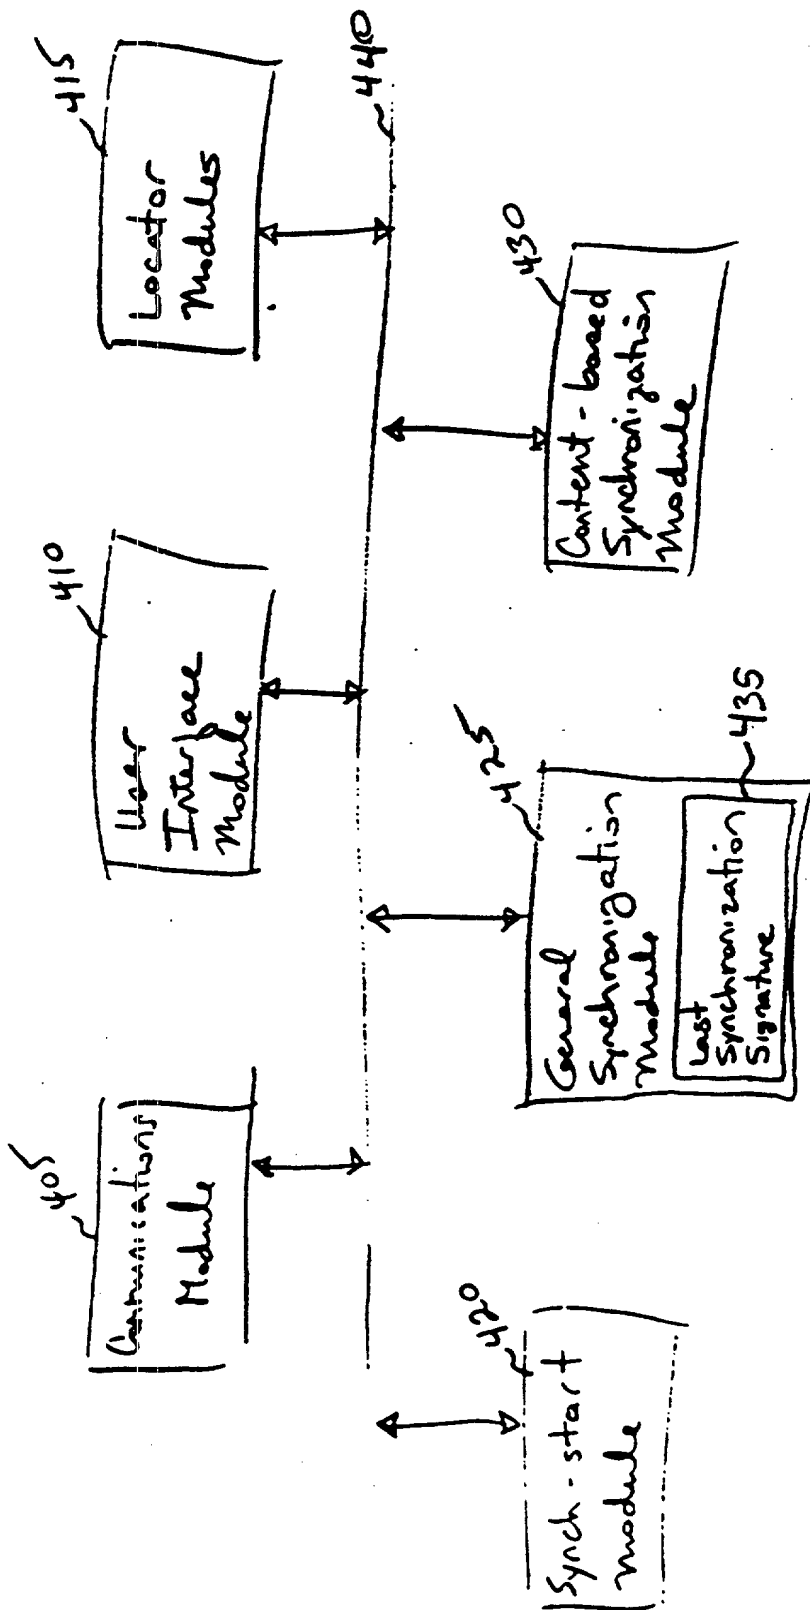 405
Communications
Module
410
User
Interface
Module
415
Locator
Modules
440
420
Synch-start
module
425
General
Synchronization
Module
Last
Synchronization
Signature
435
430
Content-based
Synchronization
Module